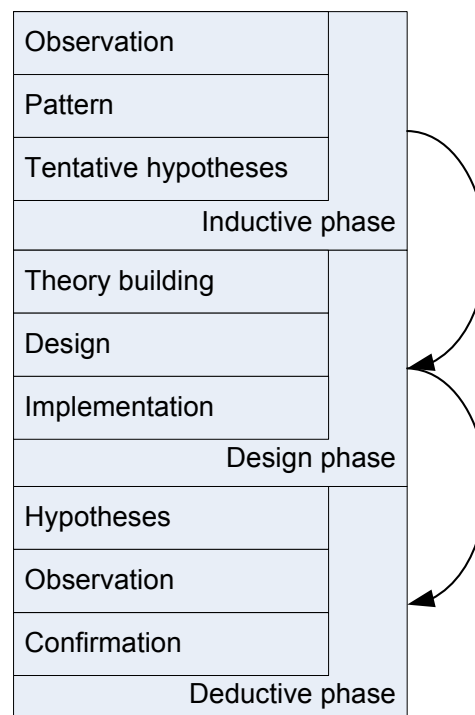 Observation
Pattern
Tentative hypotheses
Inductive phase
Theory building
Design
Implementation
Design phase
Hypotheses
Observation
Confirmation
Deductive phase